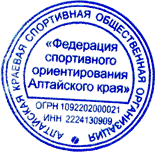 АЛТАЙСКАЯ КРАЕВАЯ СПОРТИВНАЯ ОБЩЕСТВЕННАЯ ОРГАНИЗАЦИЯ
«Федерация
спортивного
ориентирования
Алтайского края»
ОГРН 1092202000021
ИНН 2224130909